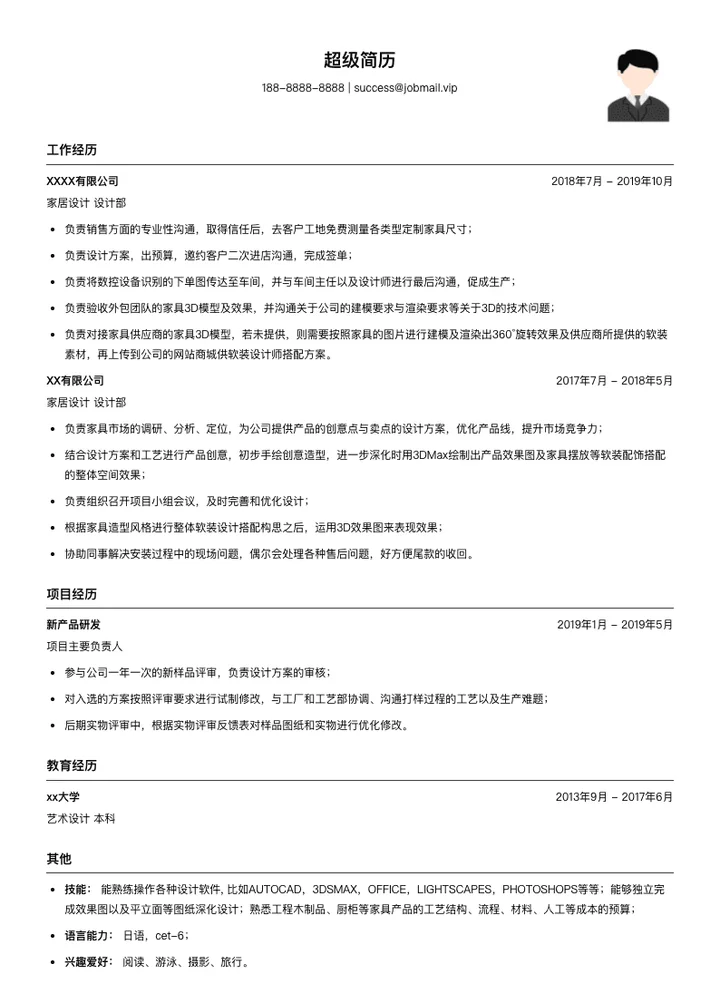 超级简历
188-8888-8888 | success@jobmail.vip
工作经历
XXXX有限公司 2018年7月 - 2019年10月
家居设计 设计部
• 负责销售方面的专业性沟通，取得信任后，去客户工地免费测量各类型定制家具尺寸；
• 负责设计方案，出预算，邀约客户二次进店沟通，完成签单；
• 负责将数控设备识别的下单图传达至车间，并与车间主任以及设计师进行最后沟通，促成生产；
• 负责验收外包团队的家具3D模型及效果，并沟通关于公司的建模要求与渲染要求等关于3D的技术问题；
• 负责对接家具供应商的家具3D模型，若未提供，则需要按照家具的图片进行建模及渲染出360°旋转效果及供应商所提供的软装
素材，再上传到公司的网站商城供软装设计师搭配方案。
XX有限公司 2017年7月 - 2018年5月
家居设计 设计部
• 负责家具市场的调研、分析、定位，为公司提供产品的创意点与卖点的设计方案，优化产品线，提升市场竞争力；
• 结合设计方案和工艺进行产品创意，初步手绘创意造型，进一步深化时用3DMax绘制出产品效果图及家具摆放等软装配饰搭配
的整体空间效果；
• 负责组织召开项目小组会议，及时完善和优化设计；
• 根据家具造型风格进行整体软装设计搭配构思之后，运用3D效果图来表现效果；
• 协助同事解决安装过程中的现场问题，偶尔会处理各种售后问题，好方便尾款的收回。
项目经历
新产品研发 2019年1月 - 2019年5月
项目主要负责人
• 参与公司一年一次的新样品评审，负责设计方案的审核；
• 对入选的方案按照评审要求进行试制修改，与工厂和工艺部协调、沟通打样过程的工艺以及生产难题；
• 后期实物评审中，根据实物评审反馈表对样品图纸和实物进行优化修改。
教育经历
xx大学 2013年9月 - 2017年6月
艺术设计 本科
其他
• 技能： 能熟练操作各种设计软件, 比如AUTOCAD，3DSMAX，OFFICE，LIGHTSCAPES，PHOTOSHOPS等等；能够独立完
成效果图以及平立面等图纸深化设计；熟悉工程木制品、厨柜等家具产品的工艺结构、流程、材料、人工等成本的预算；
• 语言能力： 日语，cet-6；
• 兴趣爱好： 阅读、游泳、摄影、旅行。